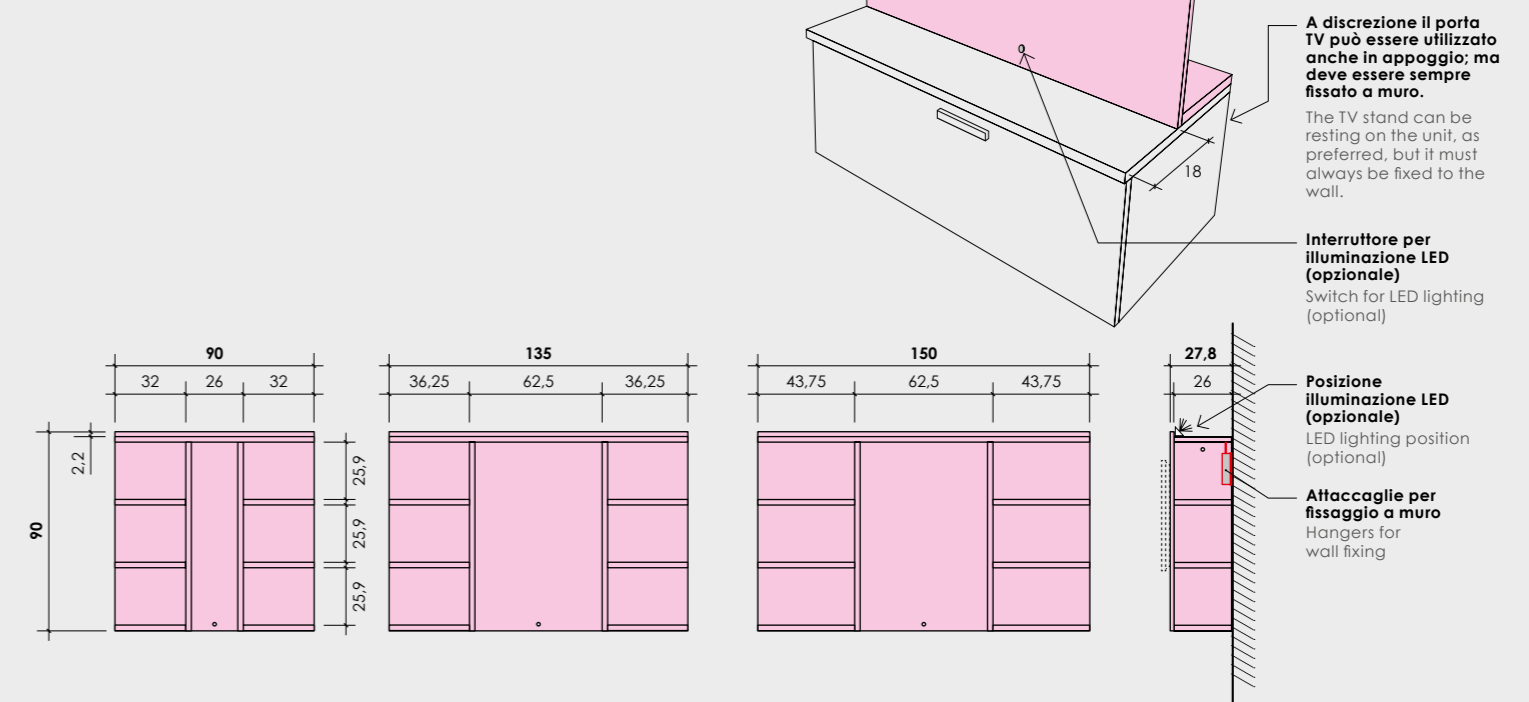 A discrezione il porta
TV può essere utilizzato
anche in appoggio; ma
deve essere sempre
fissato a muro.
The TV stand can be
resting on the unit, as
preferred, but it must
always be fixed to the
wall.
18
Interruttore per
illuminazione LED
(opzionale)
Switch for LED lighting
(optional)
90
32 26 32
135
36,25 62,5 36,25
150
43,75 62,5 43,75
27,8
26
2,2
90
25,9
25,9
25,9
Posizione
illuminazione LED
(opzionale)
LED lighting position
(optional)
Attaccaglie per
fissaggio a muro
Hangers for
wall fixing